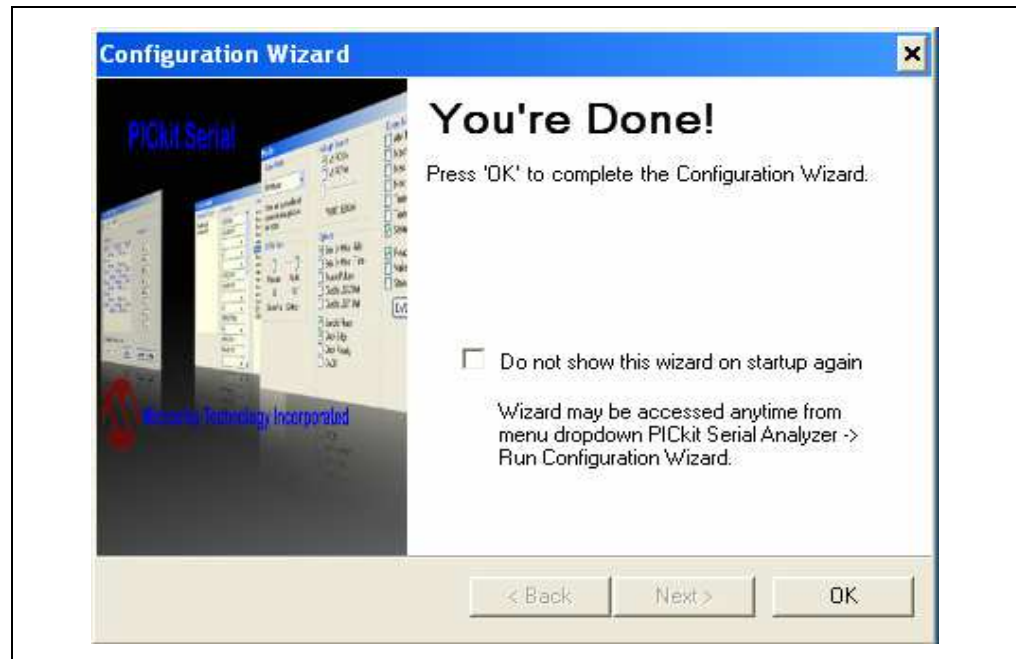 Configuration Wizard
PICkit Serial
Microchip Technology Incorporated
You're Done!
Press 'OK' to complete the Configuration Wizard.
Do not show this wizard on startup again
Wizard may be accessed anytime from
menu dropdown PICkit Serial Analyzer ->
Run Configuration Wizard.
< Back
Next >
OK